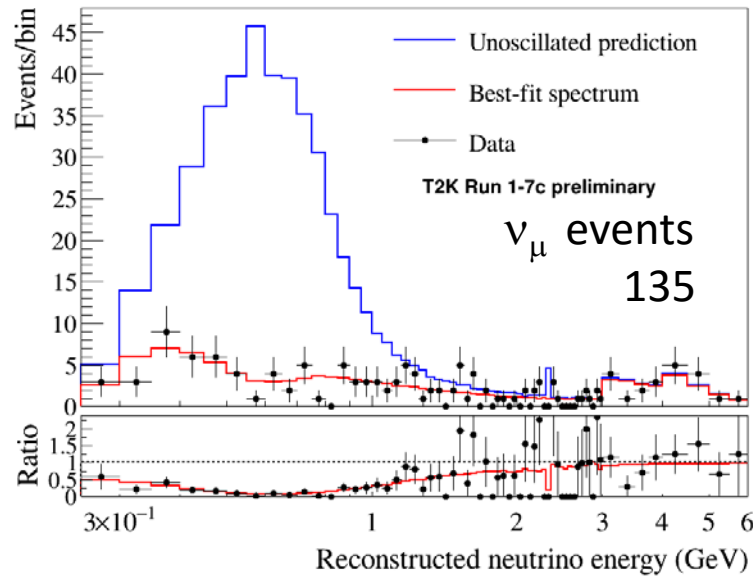 Events/bin
45
40
35
30
25
20
15
10
5
0
Unoscillated prediction
Best-fit spectrum
Data
T2K Run 1-7c preliminary
νμ events
135
Ratio
2
1.5
1
0.5
0
3×10⁻¹ 1 2 3 4 5 6
Reconstructed neutrino energy (GeV)